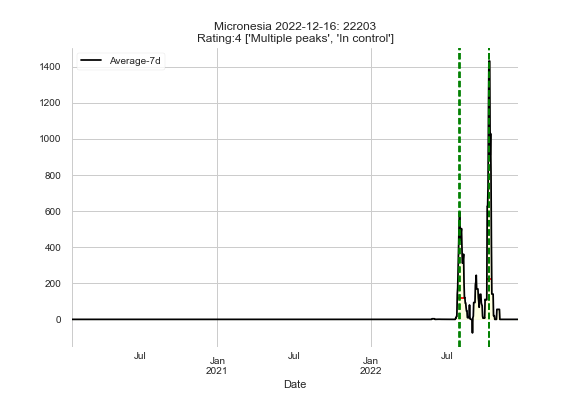 Micronesia 2022-12-16: 22203
Rating:4 ['Multiple peaks', 'In control']
Average-7d
1400
1200
1000
800
600
400
200
0
Jul
Jan
2021
Jul
Jan
2022
Jul
Date